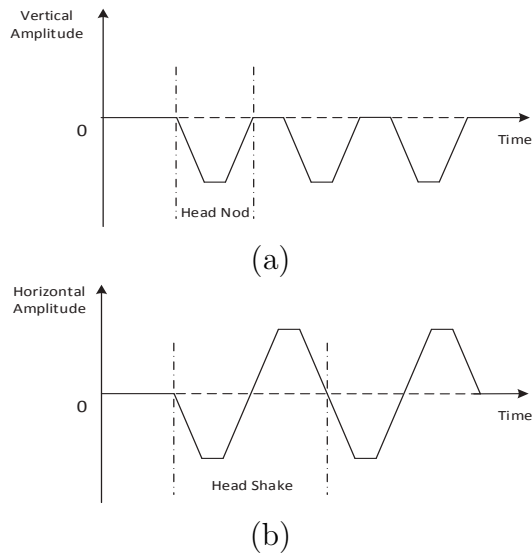 Vertical
Amplitude
0
Time
Head Nod
(a)
Horizontal
Amplitude
0
Time
Head Shake
(b)